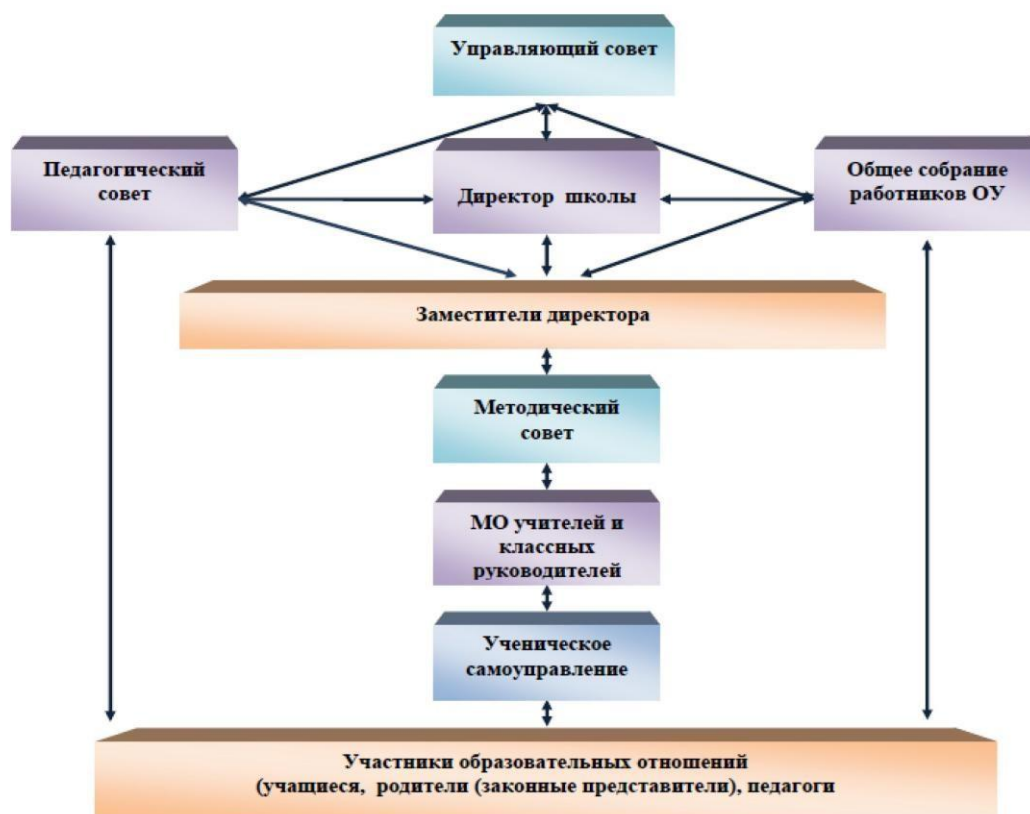 Управляющий совет
Педагогический
совет
Директор школы
Общее собрание
работников ОУ
Заместители директора
Методический
совет
МО учителей и
классных
руководителей
Ученическое
самоуправление
Участники образовательных отношений
(учащиеся, родители (законные представители), педагоги